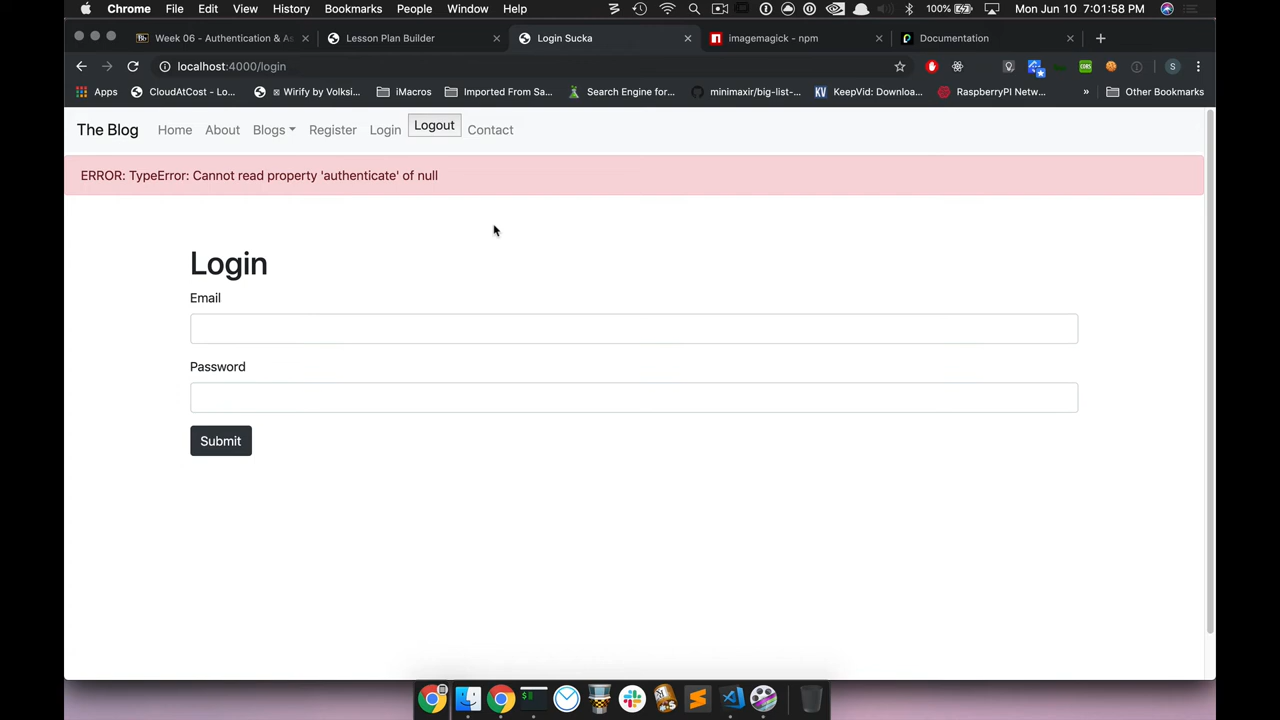 Chrome File Edit View History Bookmarks People Window Help 100% Mon Jun 10 7:01:58 PM
Week 06 - Authentication & As Lesson Plan Builder Login Sucka imagemagick - npm Documentation
localhost:4000/login S
Apps CloudAtCost - Lo... Wirify by Volksi... iMacros Imported From Sa... Search Engine for... minimaxir/big-list-... KV KeepVid: Downloa... RaspberryPI Netw... » Other Bookmarks
The Blog Home About Blogs Register Login Logout Contact
ERROR: TypeError: Cannot read property 'authenticate' of null
Login
Email
Password
Submit